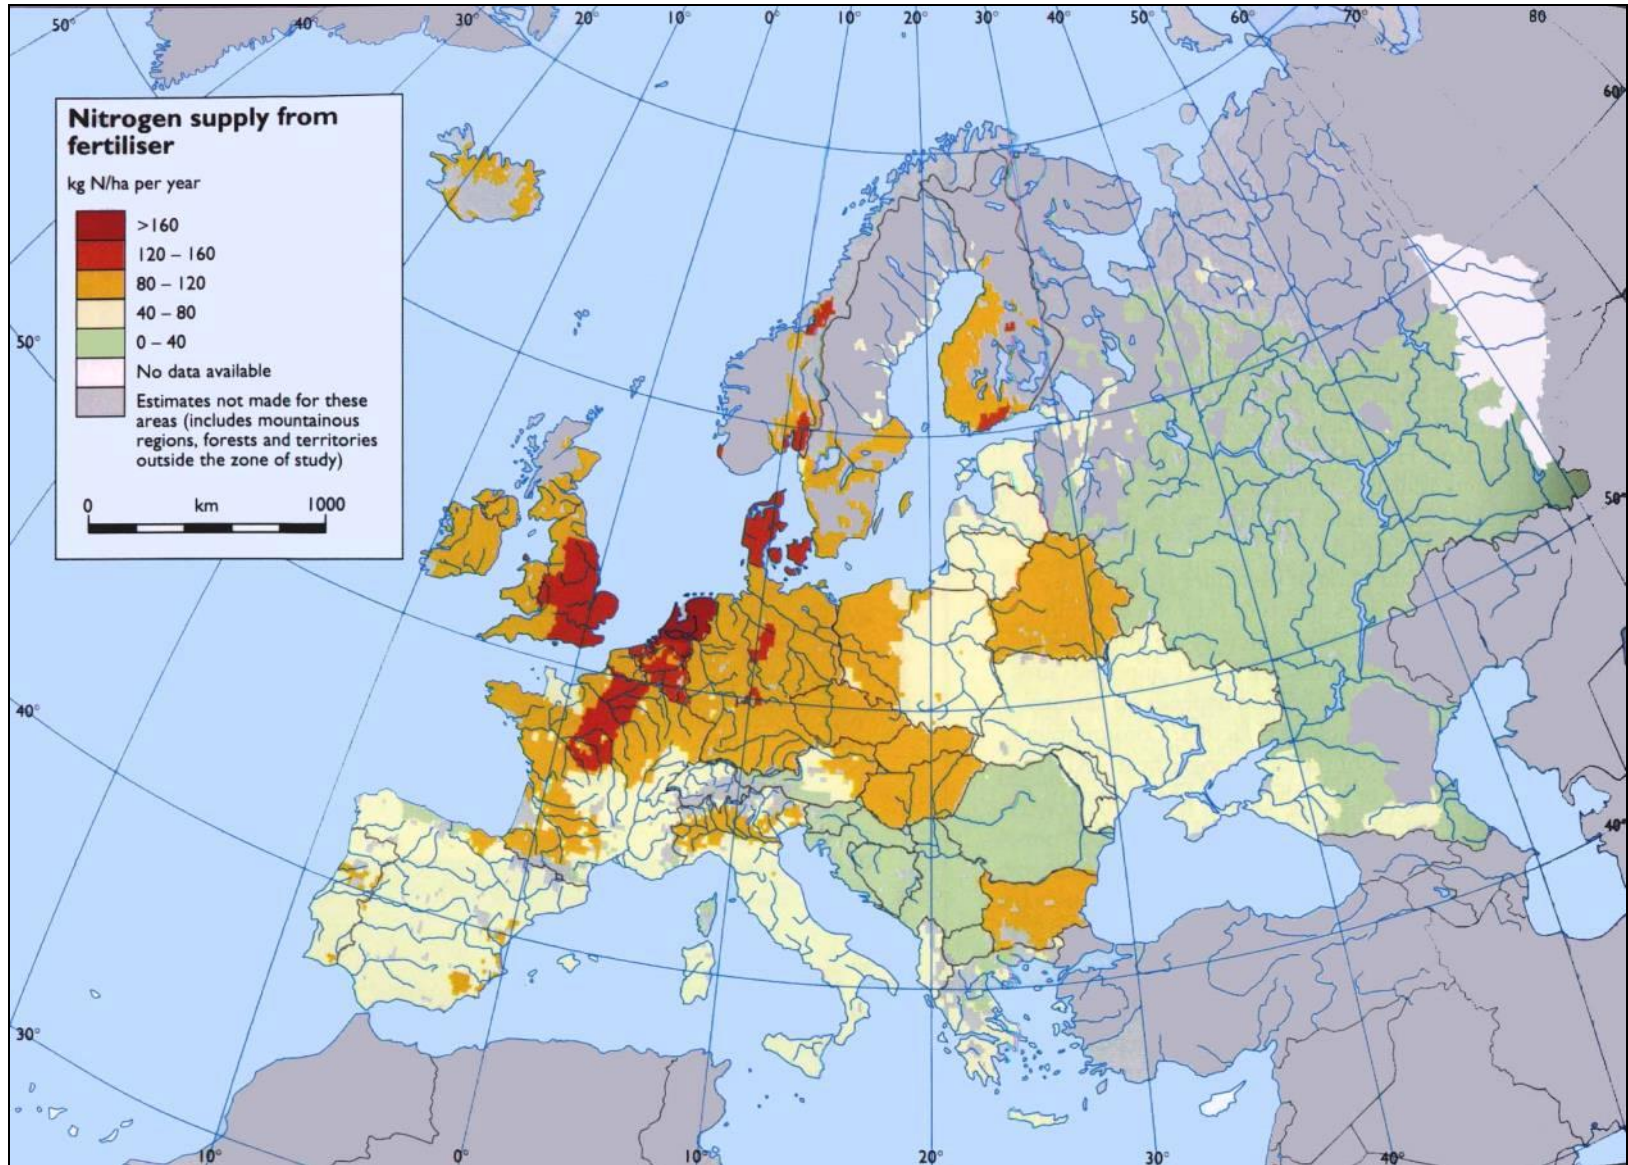 50° 40° 30° 20° 10° 0° 10° 20° 30° 40° 50° 60° 70° 80
60°
Nitrogen supply from
fertiliser
kg N/ha per year
>160
120 – 160
80 – 120
40 – 80
0 – 40
No data available
Estimates not made for these
areas (includes mountainous
regions, forests and territories
outside the zone of study)
0 km 1000
50°
50°
40°
40°
30°
10° 0° 10° 20° 30° 40°